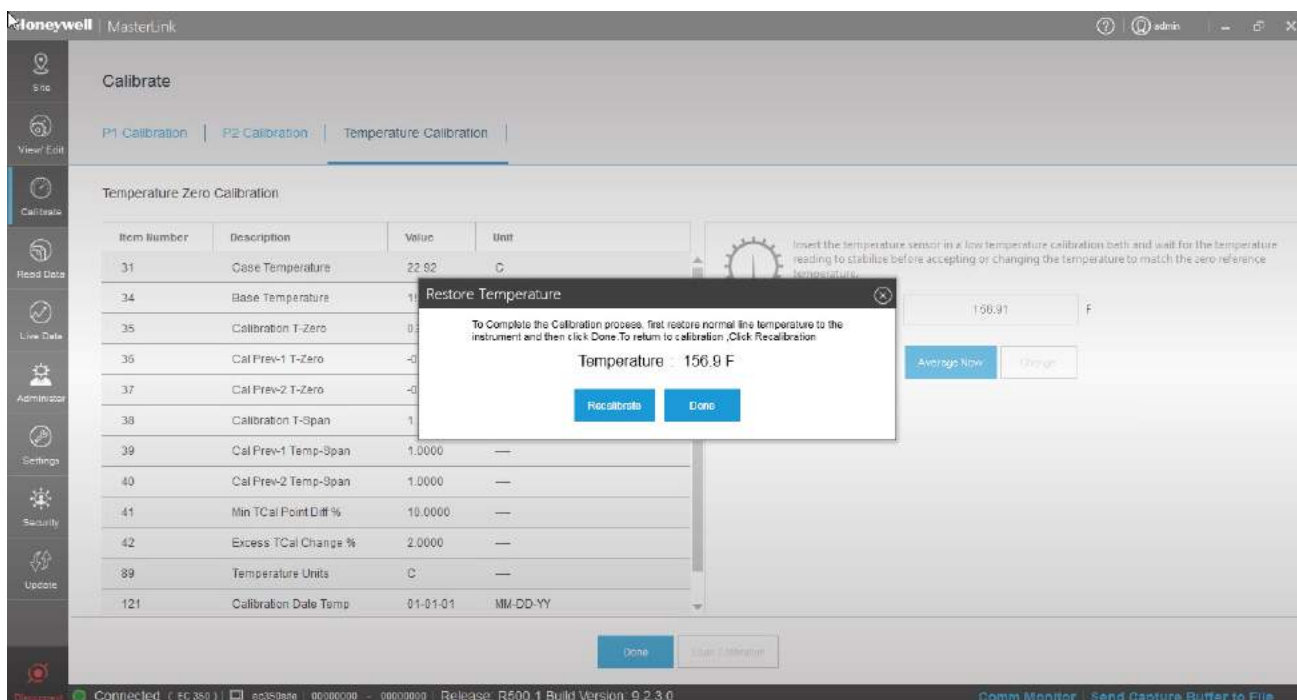 Honeywell | MasterLink
admin
Site
Calibrate
View/ Edit
P1 Calibration | P2 Calibration | Temperature Calibration |
Calibrate
Temperature Zero Calibration
Item Number Description Value Unit
Insert the temperature sensor in a low temperature calibration bath and wait for the temperature
reading to stabilize before accepting or changing the temperature to match the zero reference
temperature.
Read Data
31 Case Temperature 22.92 C
34 Base Temperature
Restore Temperature
To Complete the Calibration process, first restore normal line temperature to the
instrument and then click Done.To return to calibration ,Click Recalibration
Temperature : 156.9 F
Recalibrate Done
156.91 F
Average Now Change
Live Data
35 Calibration T-Zero
36 Cal Prev-1 T-Zero
Administor
37 Cal Prev-2 T-Zero
38 Calibration T-Span
Settings
39 Cal Prev-1 Temp-Span 1.0000 —
40 Cal Prev-2 Temp-Span 1.0000 —
Security
41 Min TCal Point Diff % 10.0000 —
42 Excess TCal Change % 2.0000 —
Update
89 Temperature Units C —
121 Calibration Date Temp 01-01-01 MM-DD-YY
Done Span Calibration
Disconnect
Connected ( EC 350 ) | ec350aga | 00000000 - 00000000 | Release: R500.1 Build Version: 9.2.3.0
Comm Monitor | Send Capture Buffer to File